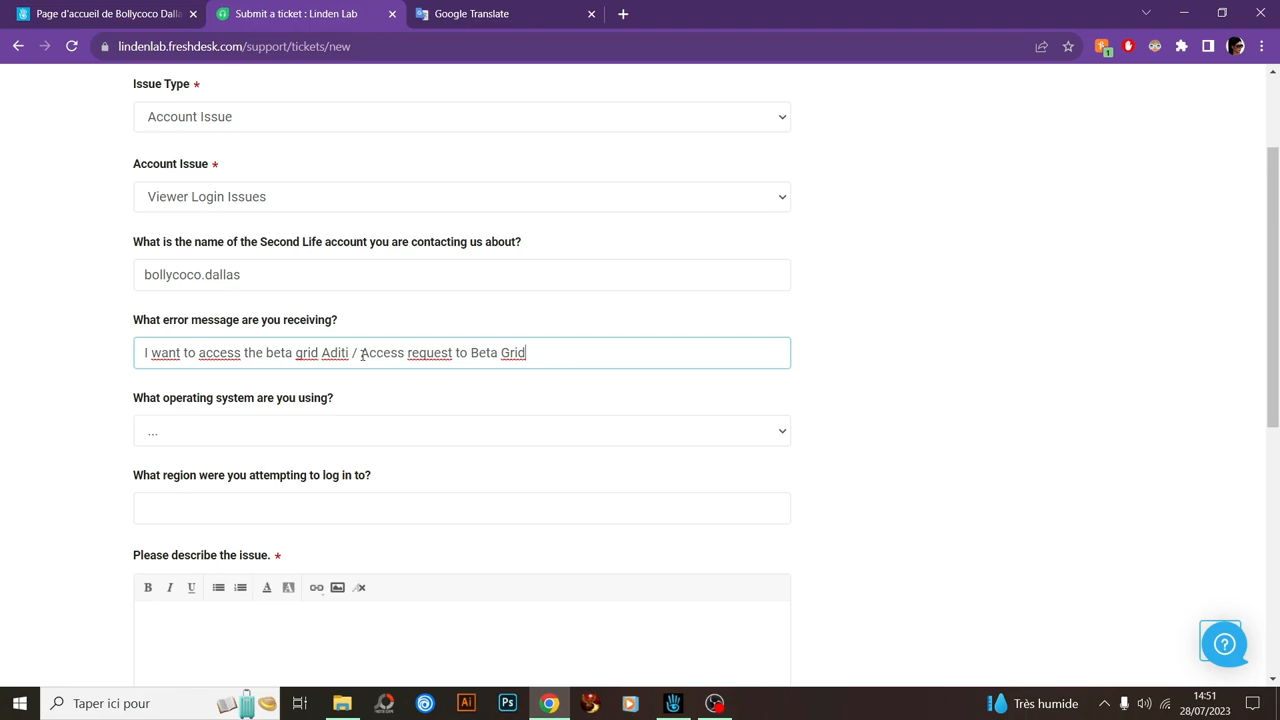 Page d'accueil de Bollycoco Dalla
Submit a ticket : Linden Lab
Google Translate
lindenlab.freshdesk.com/support/tickets/new
1
Issue Type *
Account Issue
Account Issue *
Viewer Login Issues
What is the name of the Second Life account you are contacting us about?
bollycoco.dallas
What error message are you receiving?
I want to access the beta grid Aditi / Access request to Beta Grid
What operating system are you using?
...
What region were you attempting to log in to?
Please describe the issue. *
B I U A A
Taper ici pour
Ai
Ps
Très humide
14:51
28/07/2023